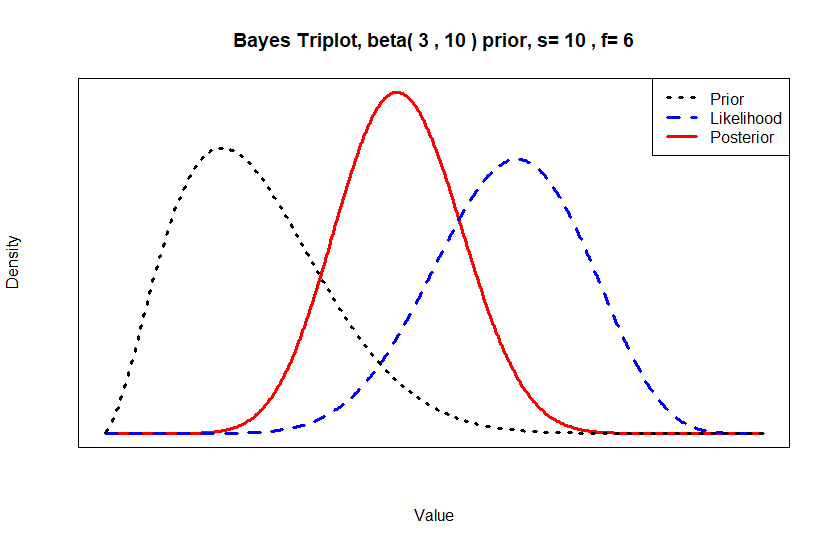 Bayes Triplot, beta( 3 , 10 ) prior, s= 10 , f= 6
Prior
Likelihood
Posterior
Density
Value